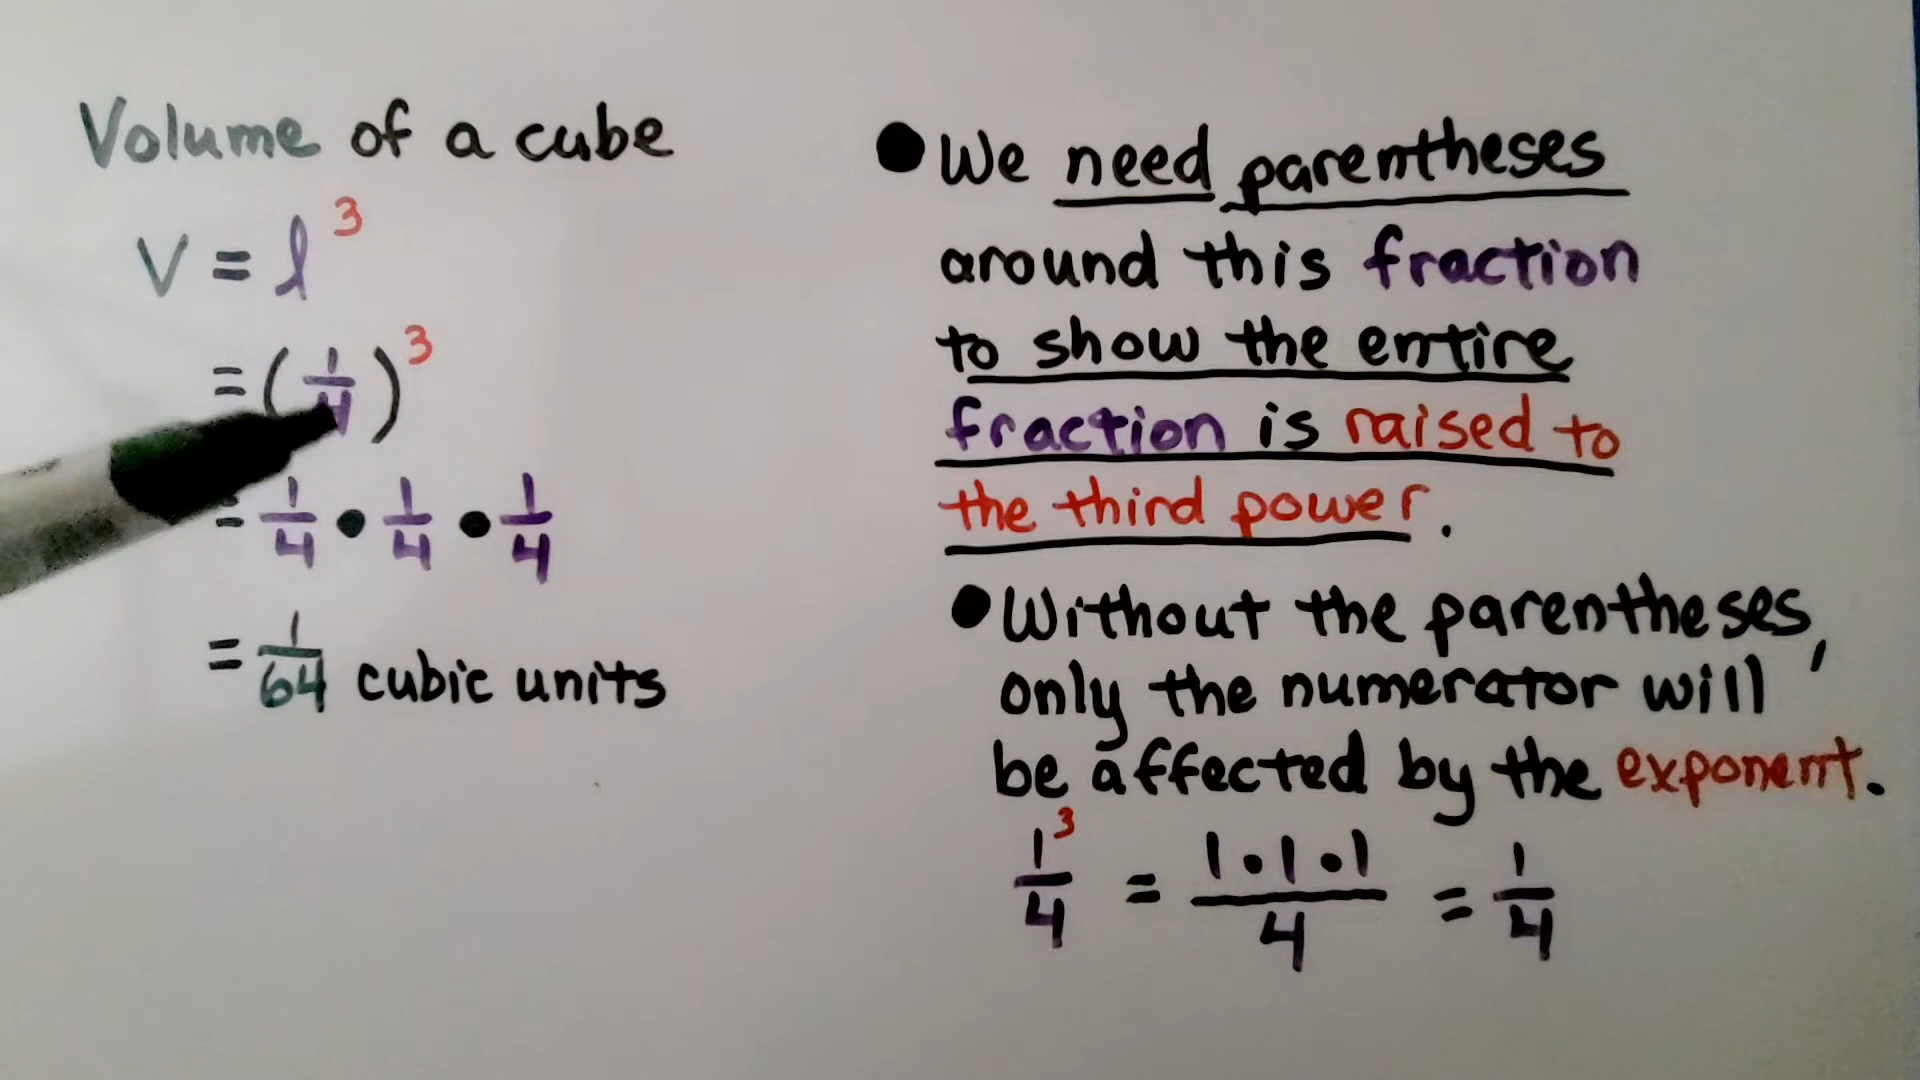 Volume of a cube
V = l³
= (1/4)³
= 1/4 • 1/4 • 1/4
= 1/64 cubic units
● We need parentheses
around this fraction
to show the entire
fraction is raised to
the third power.
● Without the parentheses,
only the numerator will
be affected by the exponent.
1³/4 = 1•1•1/4 = 1/4